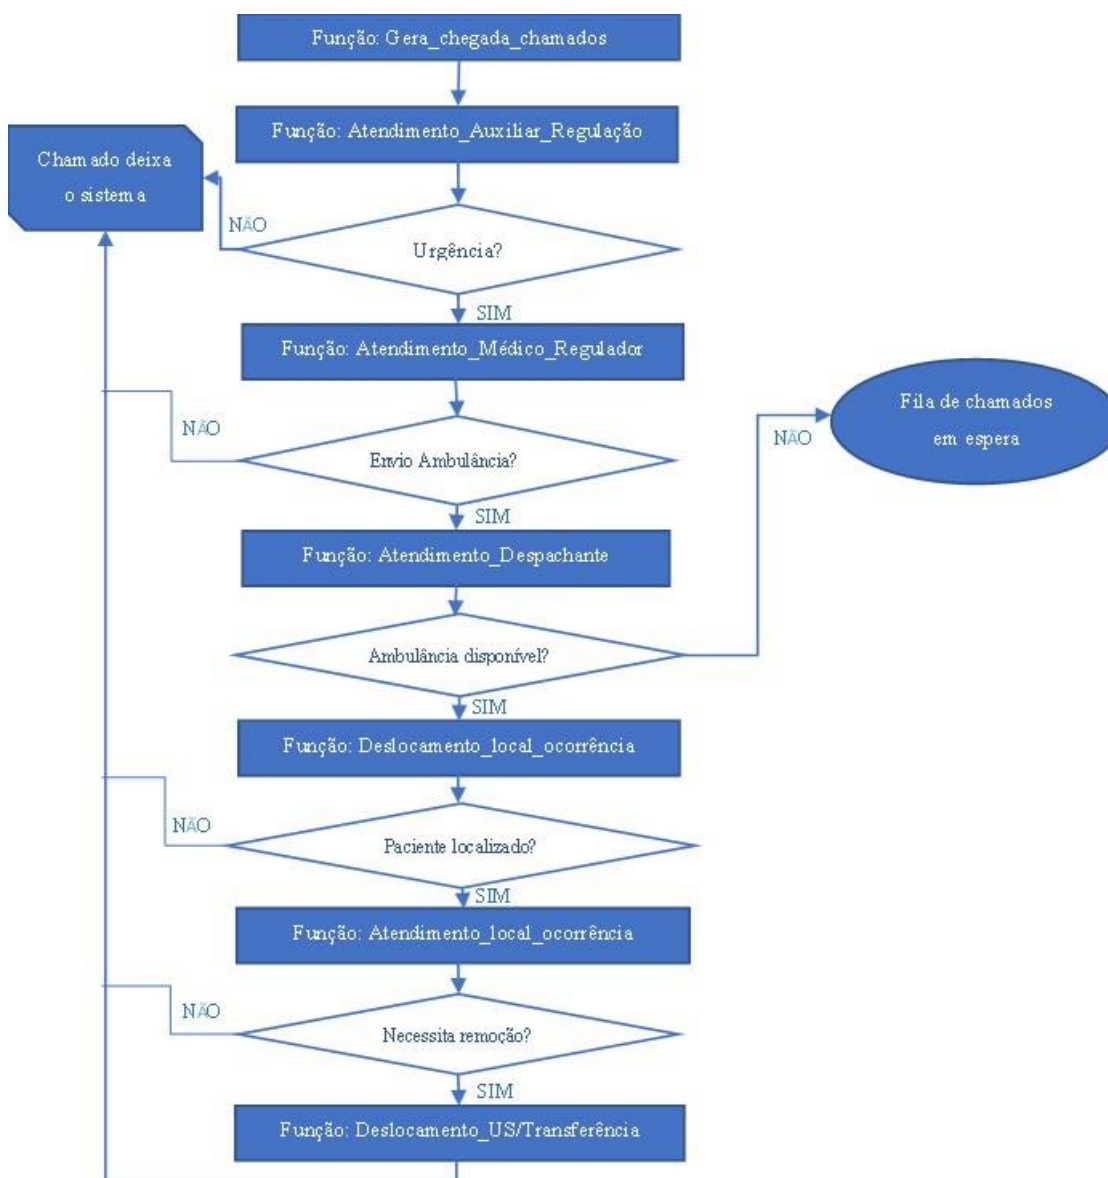 Função: Gera_chegada_chamados
Função: Atendimento_Auxiliar_Regulação
Chamado deixa
o sistema
NÃO
Urgência?
SIM
Função: Atendimento_Médico_Regulador
Fila de chamados
em espera
NÃO
NÃO
Envio Ambulância?
SIM
Função: Atendimento_Despachante
Ambulância disponível?
SIM
Função: Deslocamento_local_ocorrência
NÃO
Paciente localizado?
SIM
Função: Atendimento_local_ocorrência
NÃO
Necessita remoção?
SIM
Função: Deslocamento_US/Transferência